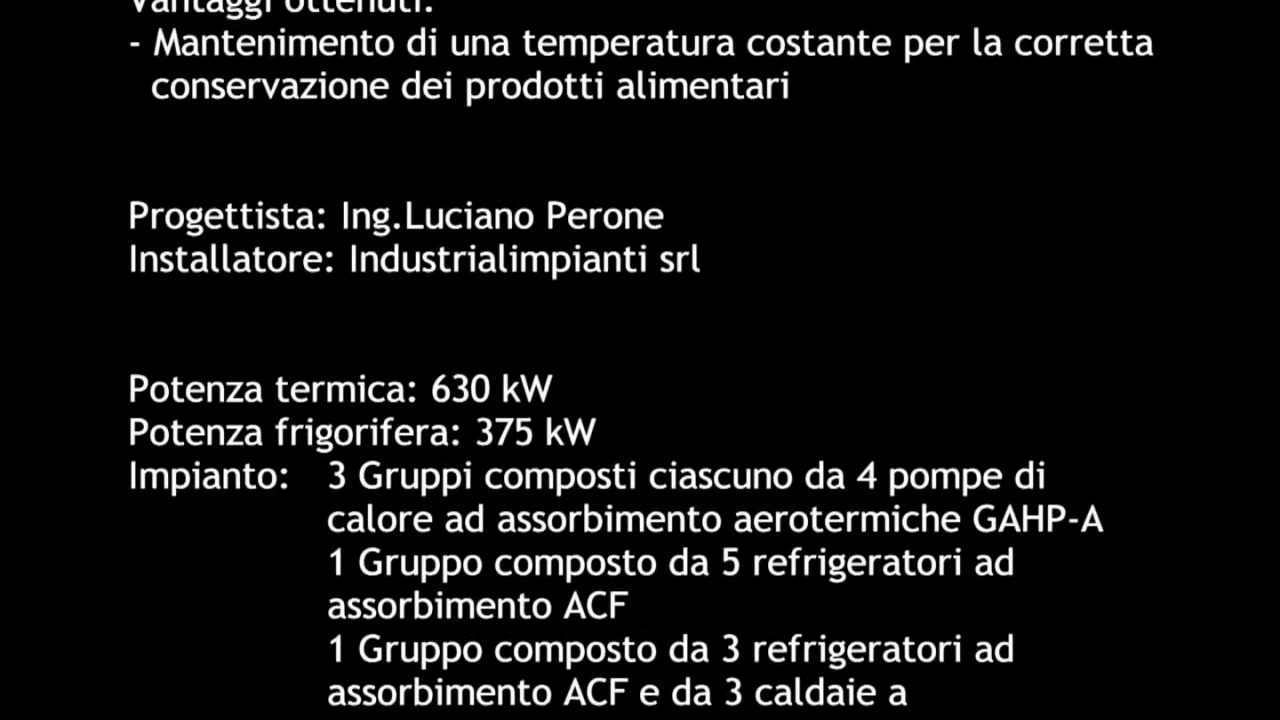 Vantaggi ottenuti:
- Mantenimento di una temperatura costante per la corretta
conservazione dei prodotti alimentari
Progettista: Ing.Luciano Perone
Installatore: Industrialimpianti srl
Potenza termica: 630 kW
Potenza frigorifera: 375 kW
Impianto: 3 Gruppi composti ciascuno da 4 pompe di
calore ad assorbimento aerotermiche GAHP-A
1 Gruppo composto da 5 refrigeratori ad
assorbimento ACF
1 Gruppo composto da 3 refrigeratori ad
assorbimento ACF e da 3 caldaie a